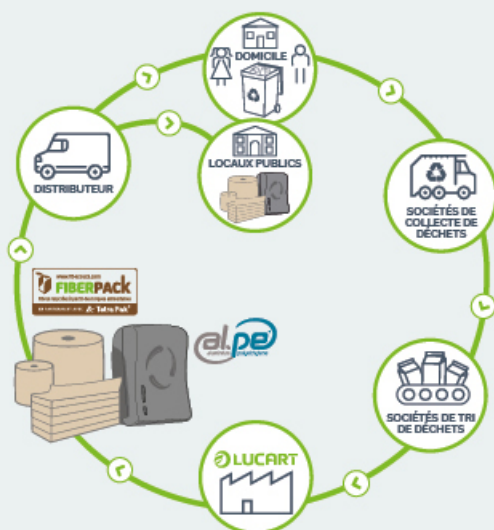 DOMICILE
LOCAUX PUBLICS
DISTRIBUTEUR
SOCIÉTÉS DE
COLLECTE DE
DÉCHETS
FIBERPACK
Tetra Pak
al.pe
SOCIÉTÉS DE TRI
DE DÉCHETS
LUCART